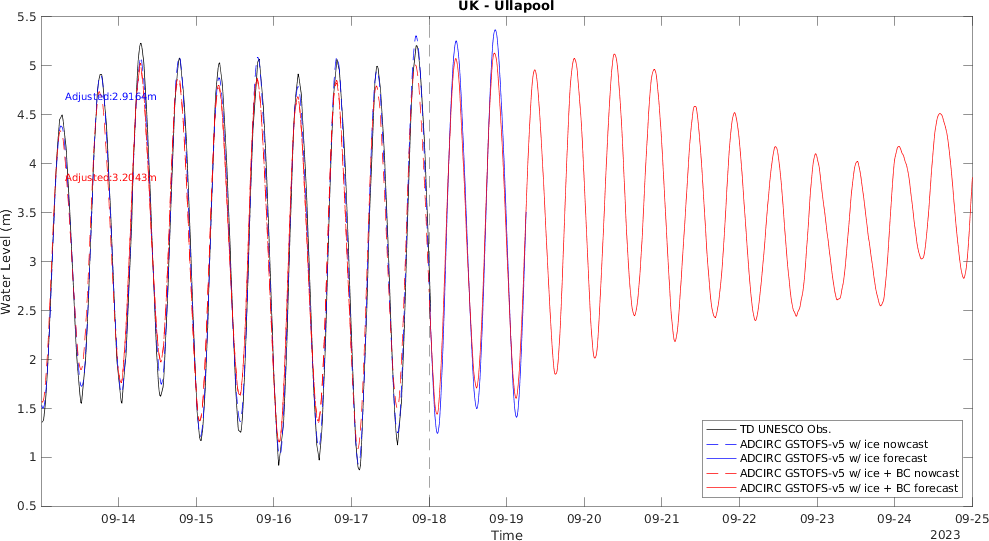 UK - Ullapool
Water Level (m)
5.5
5
4.5
4
3.5
3
2.5
2
1.5
1
0.5
Adjusted:2.9164m
Adjusted:3.2043m
TD UNESCO Obs.
ADCIRC GSTOFS-v5 w/ ice nowcast
ADCIRC GSTOFS-v5 w/ ice forecast
ADCIRC GSTOFS-v5 w/ ice + BC nowcast
ADCIRC GSTOFS-v5 w/ ice + BC forecast
09-14 09-15 09-16 09-17 09-18 09-19 09-20 09-21 09-22 09-23 09-24 09-25
Time
2023